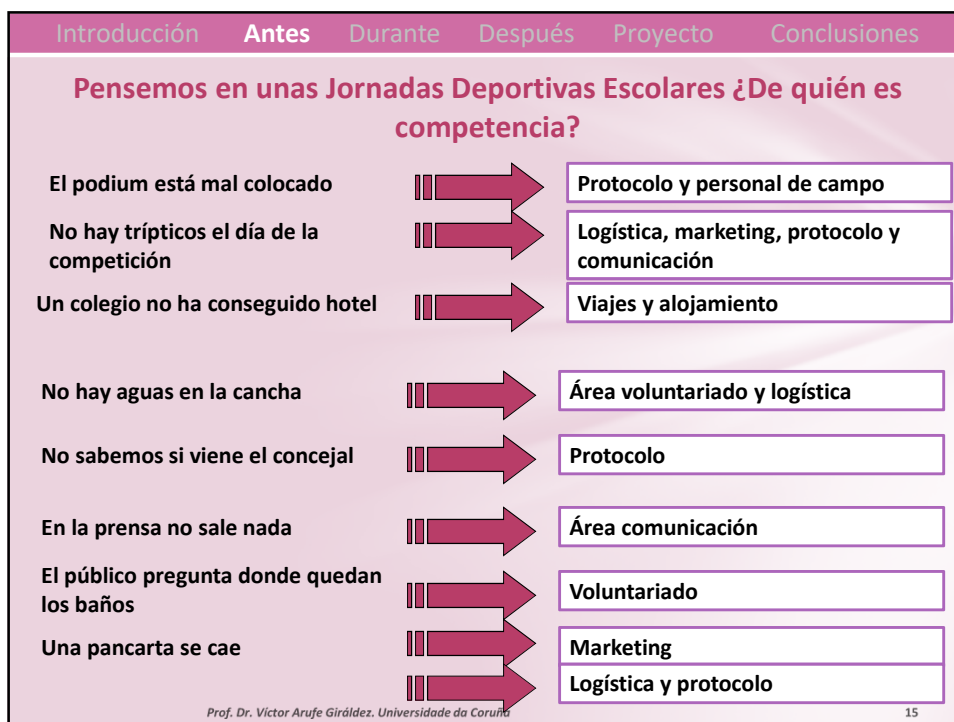 Introducción Antes Durante Después Proyecto Conclusiones
Pensemos en unas Jornadas Deportivas Escolares ¿De quién es
competencia?
El podium está mal colocado
Protocolo y personal de campo
No hay trípticos el día de la
competición
Logística, marketing, protocolo y
comunicación
Un colegio no ha conseguido hotel
Viajes y alojamiento
No hay aguas en la cancha
Área voluntariado y logística
No sabemos si viene el concejal
Protocolo
En la prensa no sale nada
Área comunicación
El público pregunta donde quedan
los baños
Voluntariado
Una pancarta se cae
Marketing
Logística y protocolo
Prof. Dr. Víctor Arufe Giráldez. Universidade da Coruña
15